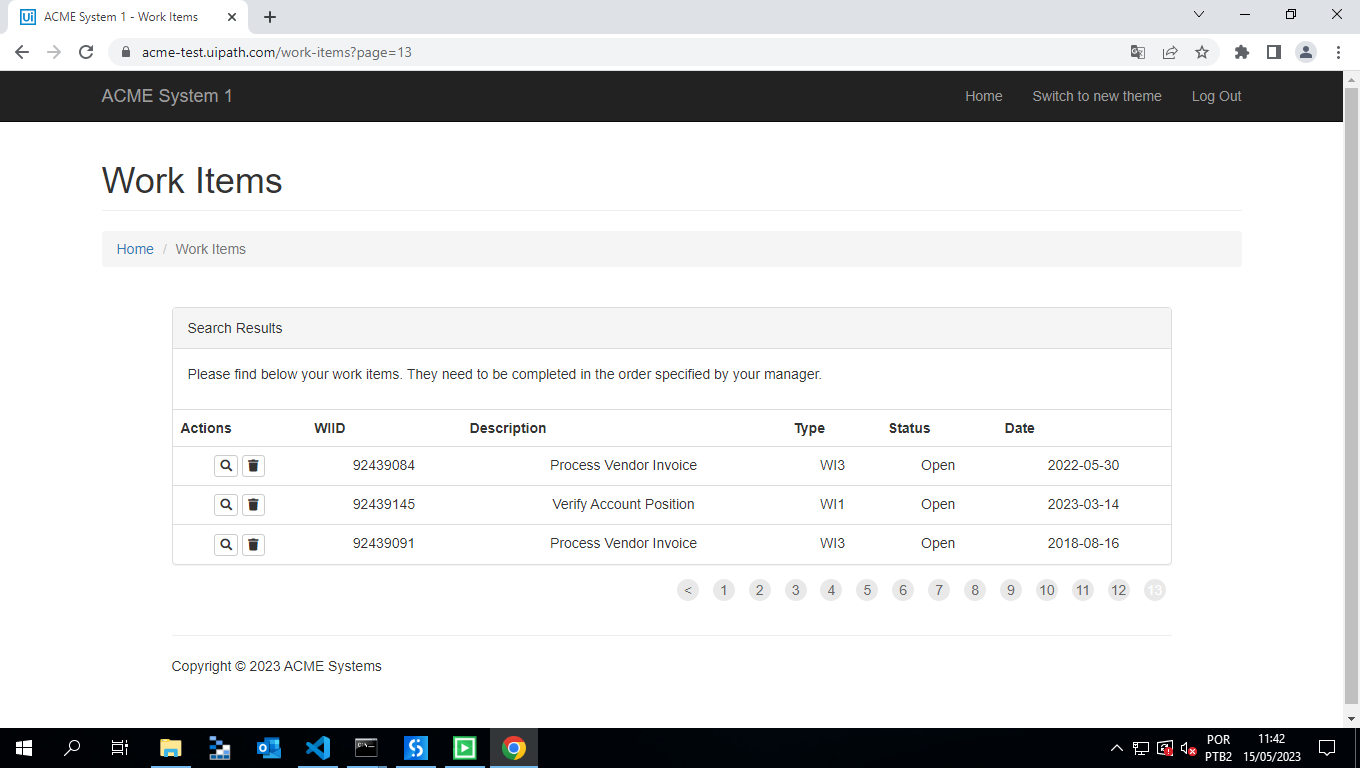 ACME System 1 - Work Items
acme-test.uipath.com/work-items?page=13
ACME System 1 Home Switch to new theme Log Out
Work Items
Home / Work Items
Search Results
Please find below your work items. They need to be completed in the order specified by your manager.
Actions WIID Description Type Status Date
92439084 Process Vendor Invoice WI3 Open 2022-05-30
92439145 Verify Account Position WI1 Open 2023-03-14
92439091 Process Vendor Invoice WI3 Open 2018-08-16
< 1 2 3 4 5 6 7 8 9 10 11 12 13
Copyright © 2023 ACME Systems
POR 11:42
PTB2 15/05/2023